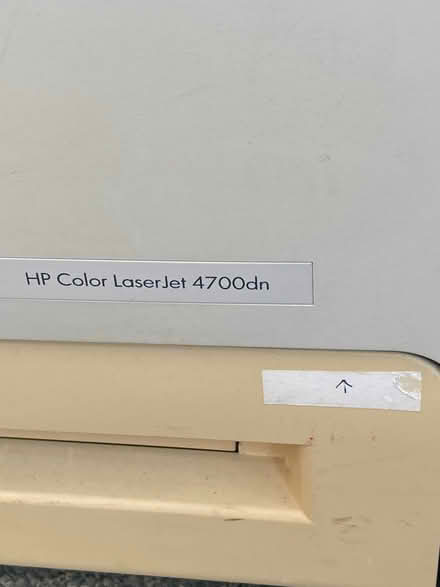 HP Color LaserJet 4700dn
↑